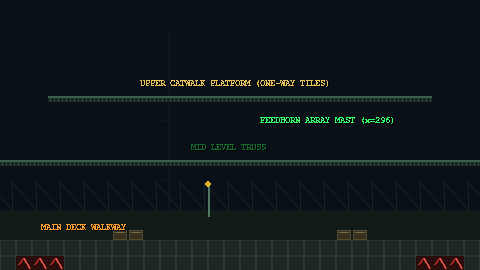 UPPER CATWALK PLATFORM (ONE-WAY TILES)
FEEDHORN ARRAY MAST (x=296)
MID LEVEL TRUSS
MAIN DECK WALKWAY